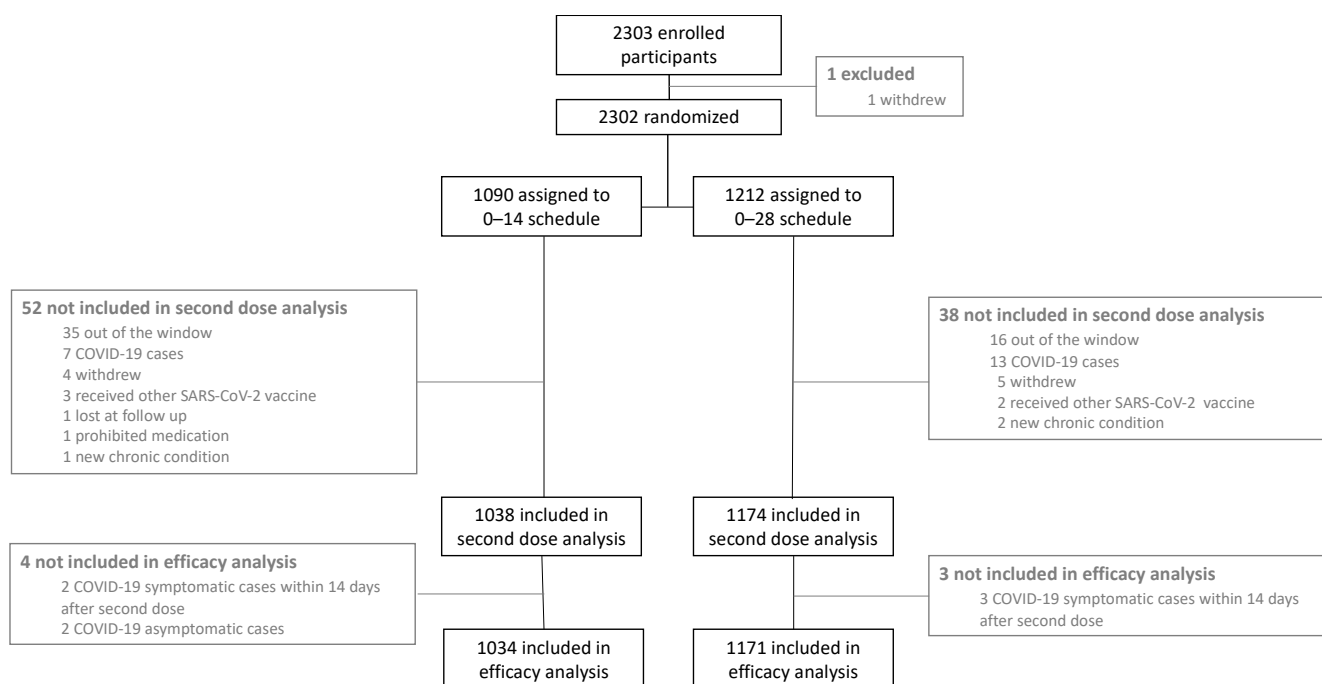 2303 enrolled
participants
1 excluded
1 withdrew
2302 randomized
1090 assigned to
0–14 schedule
1212 assigned to
0–28 schedule
52 not included in second dose analysis
35 out of the window
7 COVID-19 cases
4 withdrew
3 received other SARS-CoV-2 vaccine
1 lost at follow up
1 prohibited medication
1 new chronic condition
38 not included in second dose analysis
16 out of the window
13 COVID-19 cases
5 withdrew
2 received other SARS-CoV-2 vaccine
2 new chronic condition
1038 included in
second dose analysis
1174 included in
second dose analysis
4 not included in efficacy analysis
2 COVID-19 symptomatic cases within 14 days
after second dose
2 COVID-19 asymptomatic cases
3 not included in efficacy analysis
3 COVID-19 symptomatic cases within 14 days
after second dose
1034 included in
efficacy analysis
1171 included in
efficacy analysis